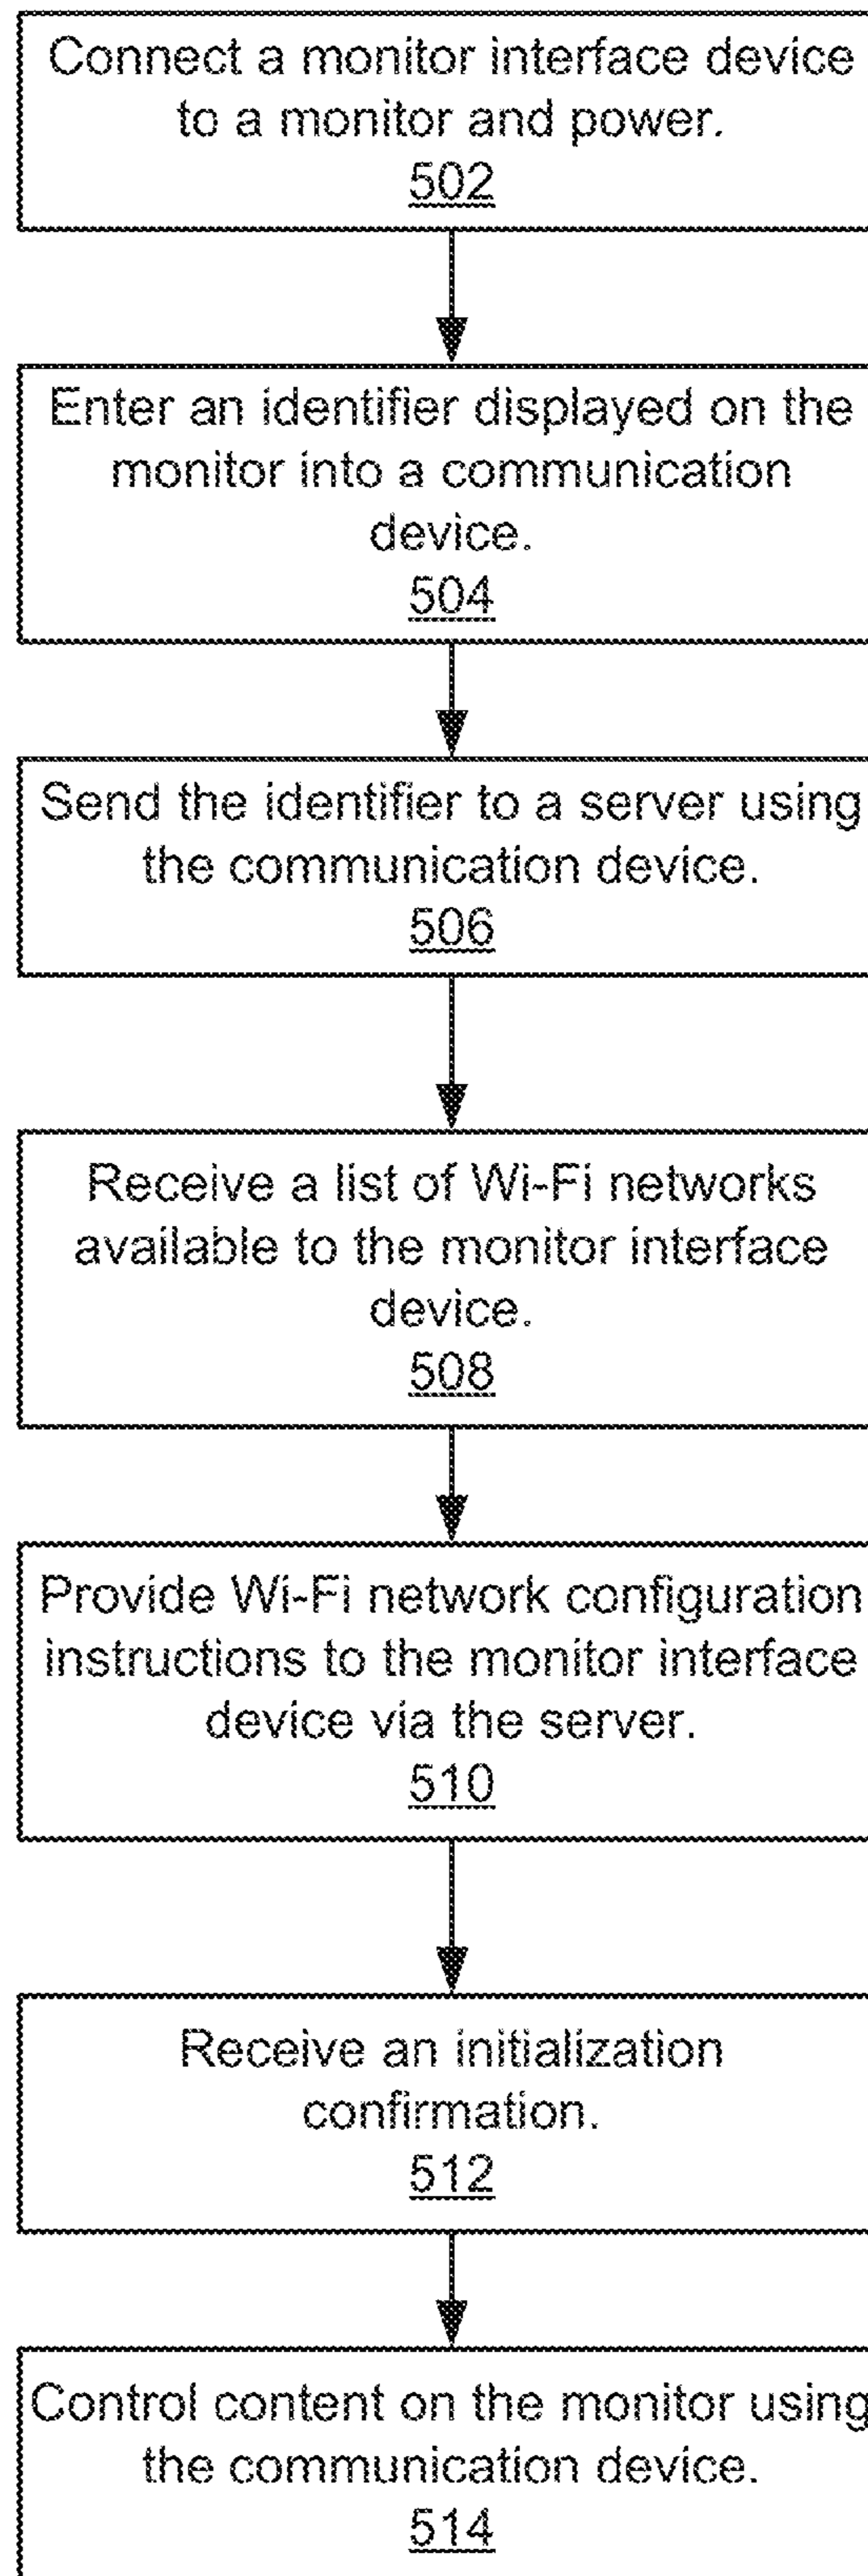 Connect a monitor interface device
to a monitor and power.
502
Enter an identifier displayed on the
monitor into a communication
device.
504
Send the identifier to a server using
the communication device.
506
Receive a list of Wi-Fi networks
available to the monitor interface
device.
508
Provide Wi-Fi network configuration
instructions to the monitor interface
device via the server.
510
Receive an initialization
confirmation.
512
Control content on the monitor using
the communication device.
514